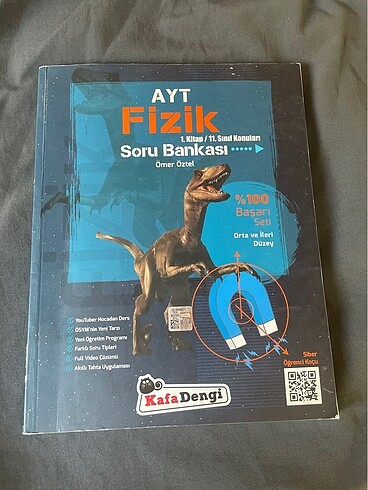 AYT
Fizik
1. Kitap / 11. Sınıf Konuları
Soru Bankası
Ömer Öztel
%100
Başarı
Seti
Orta ve İleri
Düzey
YouTuber Hocadan Ders
ÖSYM'nin Yeni Tarzı
Yeni Öğretim Programı
Farklı Soru Tipleri
Full Video Çözümü
Akıllı Tahta Uygulaması
Siber
Öğrenci Koçu
KafaDengi